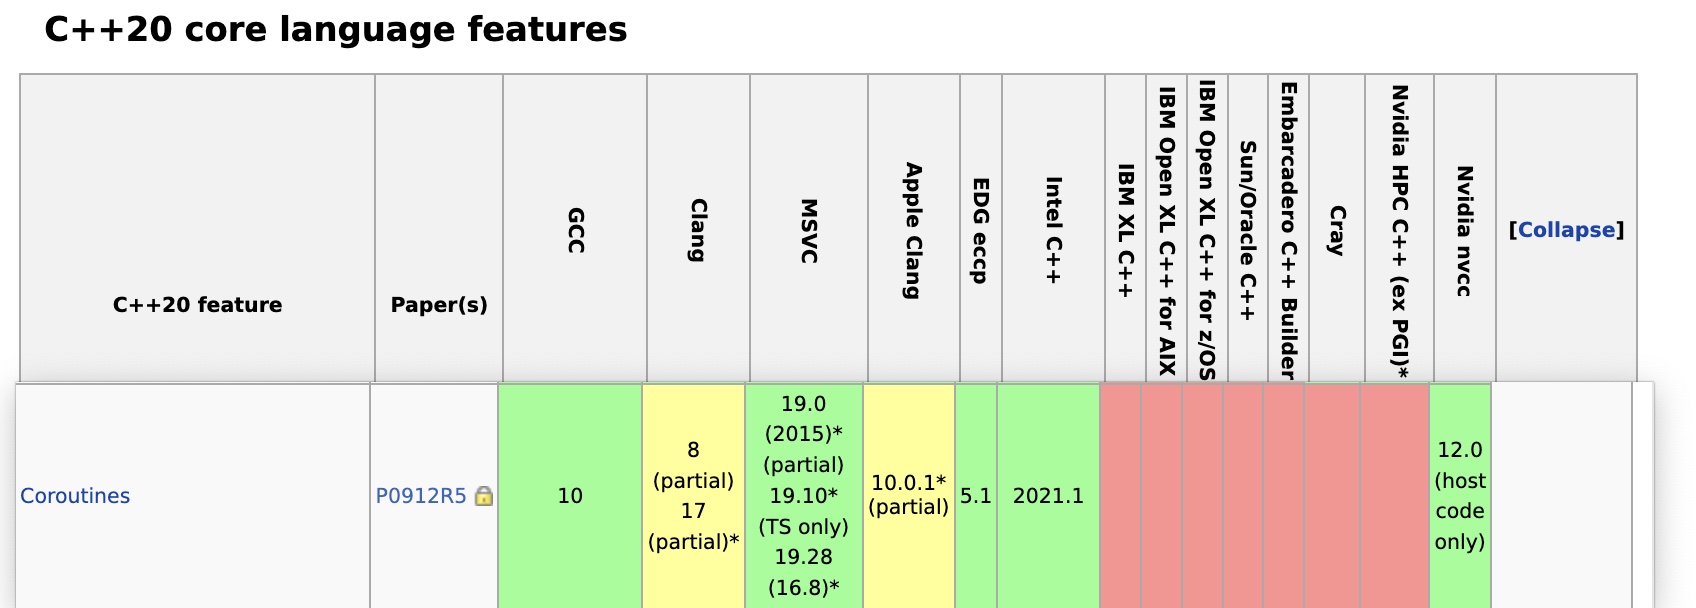 C++20 core language features
C++20 feature
Paper(s)
GCC
Clang
MSVC
Apple Clang
EDG eccp
Intel C++
IBM XL C++
IBM Open XL C++ for AIX
IBM Open XL C++ for z/OS
Sun/Oracle C++
Embarcadero C++ Builder
Cray
Nvidia HPC C++ (ex PGI)*
Nvidia nvcc
[Collapse]
Coroutines
P0912R5
10
8
(partial)
17
(partial)*
19.0
(2015)*
(partial)
19.10*
(TS only)
19.28
(16.8)*
10.0.1*
(partial)
5.1
2021.1
12.0
(host
code
only)